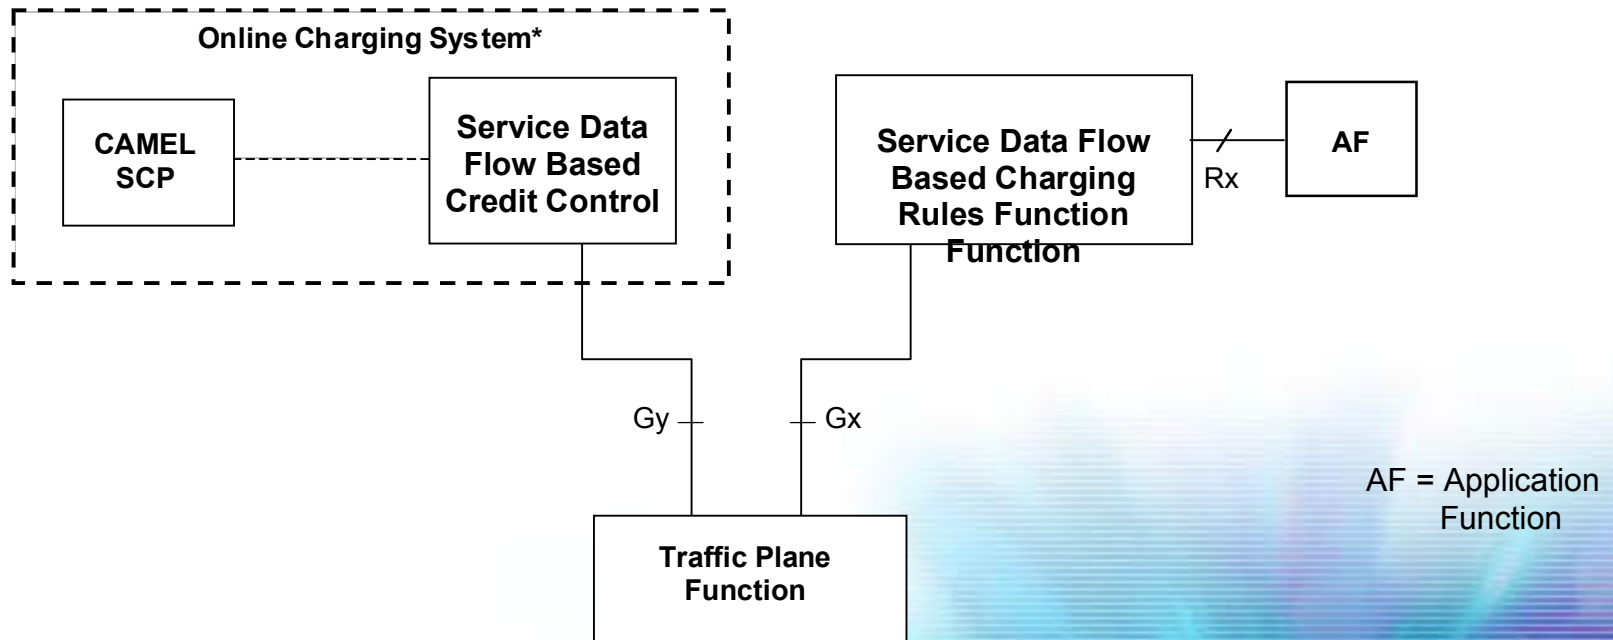 Online Charging System*
CAMEL
SCP
Service Data
Flow Based
Credit Control
Service Data Flow
Based Charging
Rules Function
Function
Rx
AF
Gy
Gx
AF = Application
Function
Traffic Plane
Function